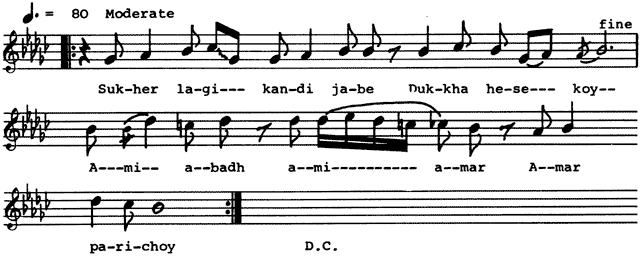 ♩. = 80 Moderate
fine
Suk-her la-gi--- kan-di ja-be Duk-kha he-se--- koy--
A---mi-- a--badh a--mi---------- a--mar A--mar
pa--ri-choy D.C.